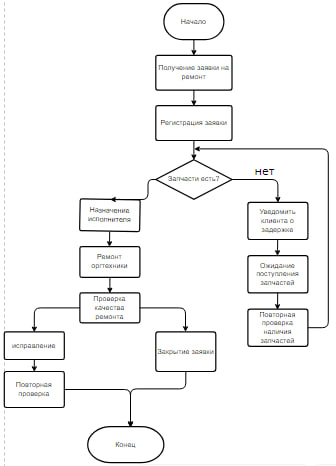 Начало
Получение заявки на
ремонт
Регистрация заявки
Запчасти есть?
нет
Назначение
исполнителя
Уведомить
клиента о
задержке
Ремонт
оргтехники
Ожидание
поступления
запчастей
Проверка
качества
ремонта
Повторная
проверка
наличия
запчастей
исправление
Закрытие заявки
Повторная
проверка
Конец